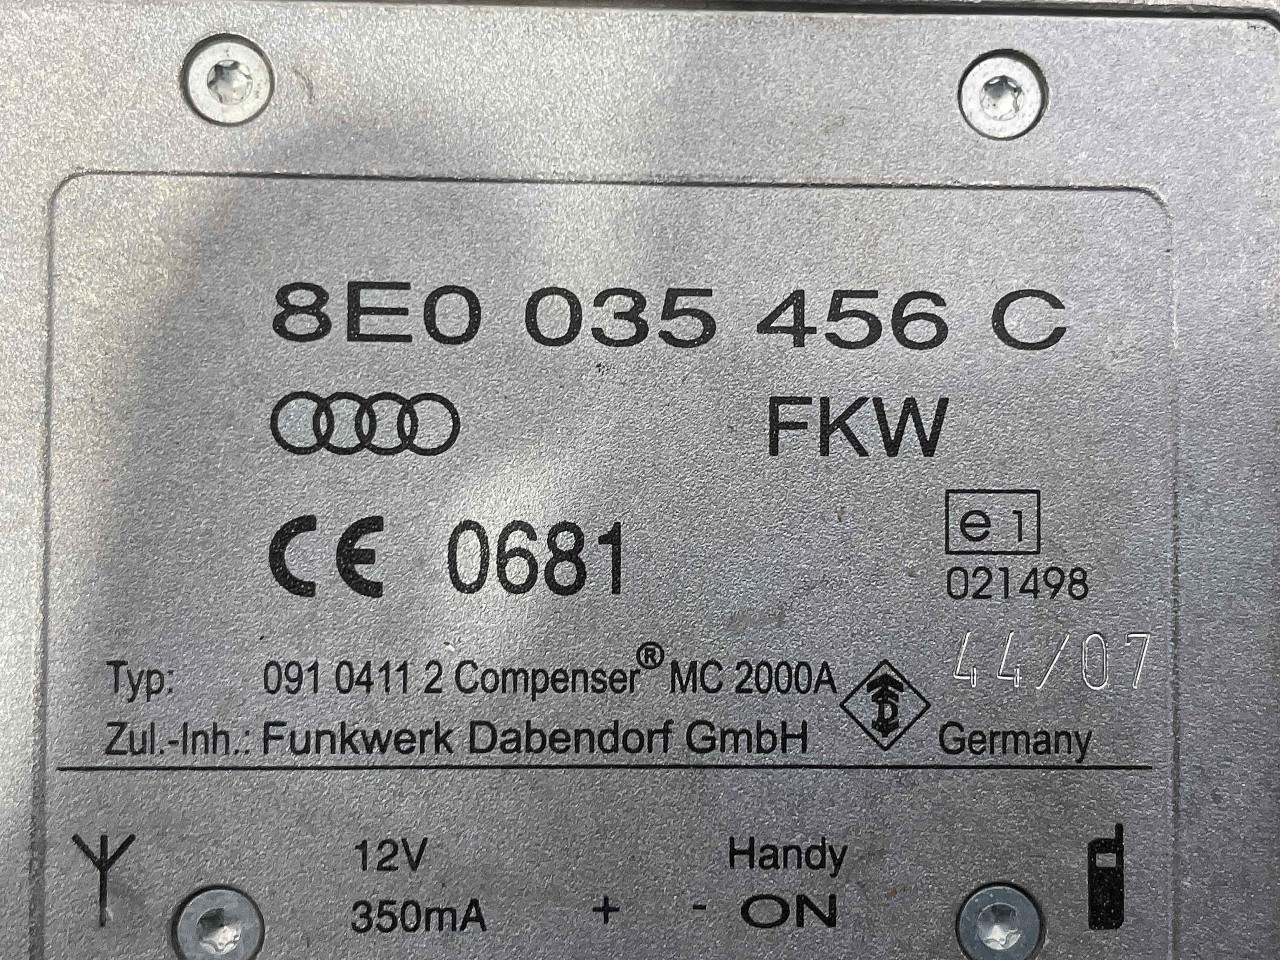 8E0 035 456 C
FKW
CE 0681
e1
021498
44/07
Typ: 091 0411 2 Compenser® MC 2000A
Zul.-Inh.: Funkwerk Dabendorf GmbH Germany
12V Handy
350mA + - ON